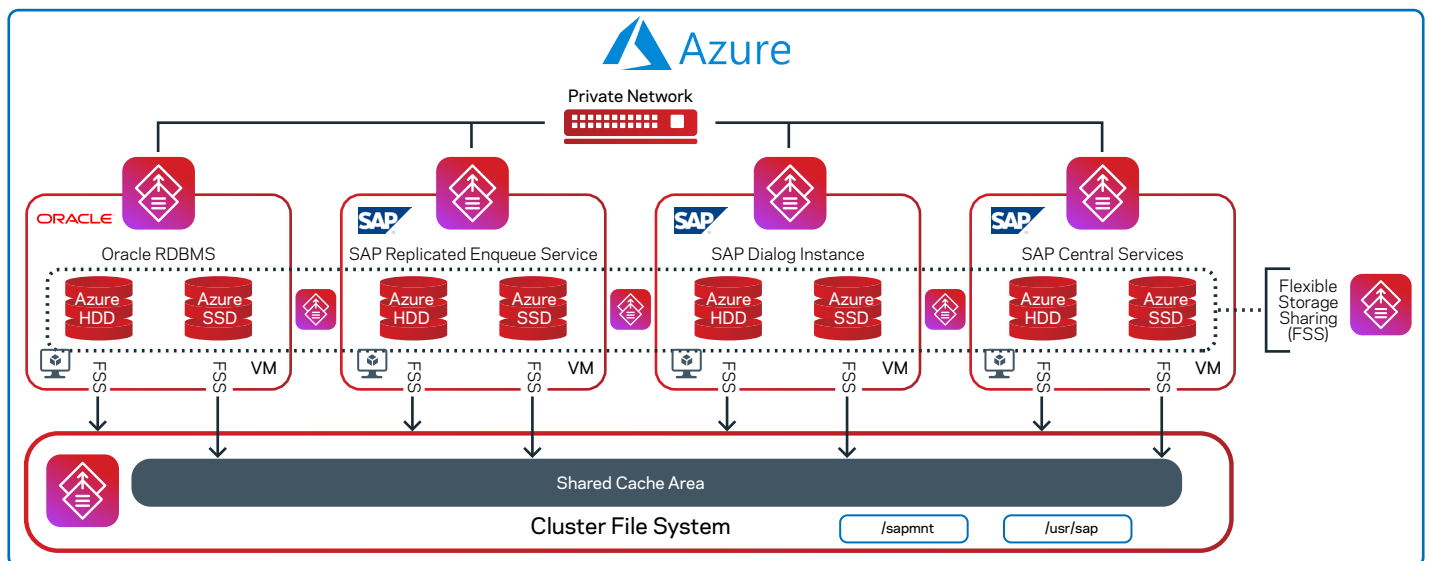 Azure
Private Network
ORACLE
SAP
SAP
SAP
Oracle RDBMS
SAP Replicated Enqueue Service
SAP Dialog Instance
SAP Central Services
Azure
HDD
Azure
SSD
Azure
HDD
Azure
SSD
Azure
HDD
Azure
SSD
Azure
HDD
Azure
SSD
Flexible
Storage
Sharing
(FSS)
FSS
FSS
VM
FSS
FSS
VM
FSS
FSS
VM
FSS
FSS
VM
Shared Cache Area
Cluster File System
/sapmnt
/usr/sap